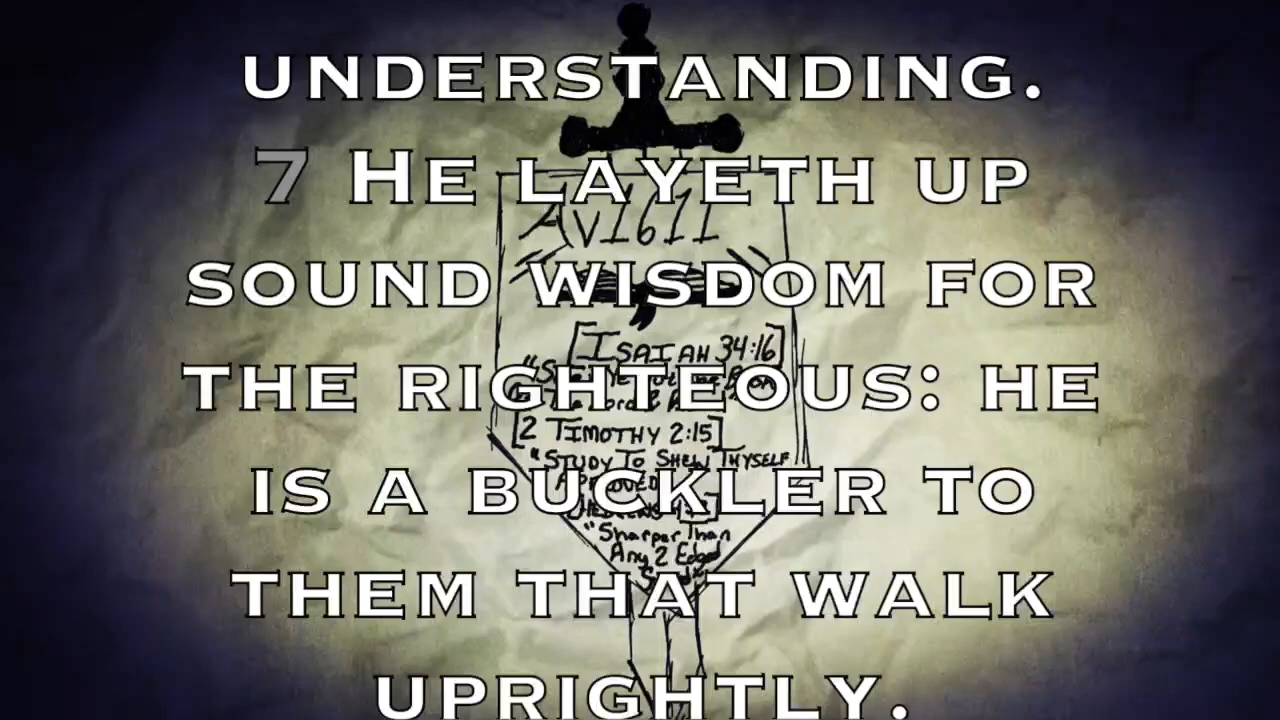 UNDERSTANDING.
7 HE LAYETH UP
AV1611
SOUND WISDOM FOR
[ISAIAH 34:16]
THE RIGHTEOUS: HE
[2 TIMOTHY 2:15]
"STUDY TO SHEW THYSELF
APPROVED
IS A BUCKLER TO
"Sharper Than
Any 2 Edged
THEM THAT WALK
UPRIGHTLY.